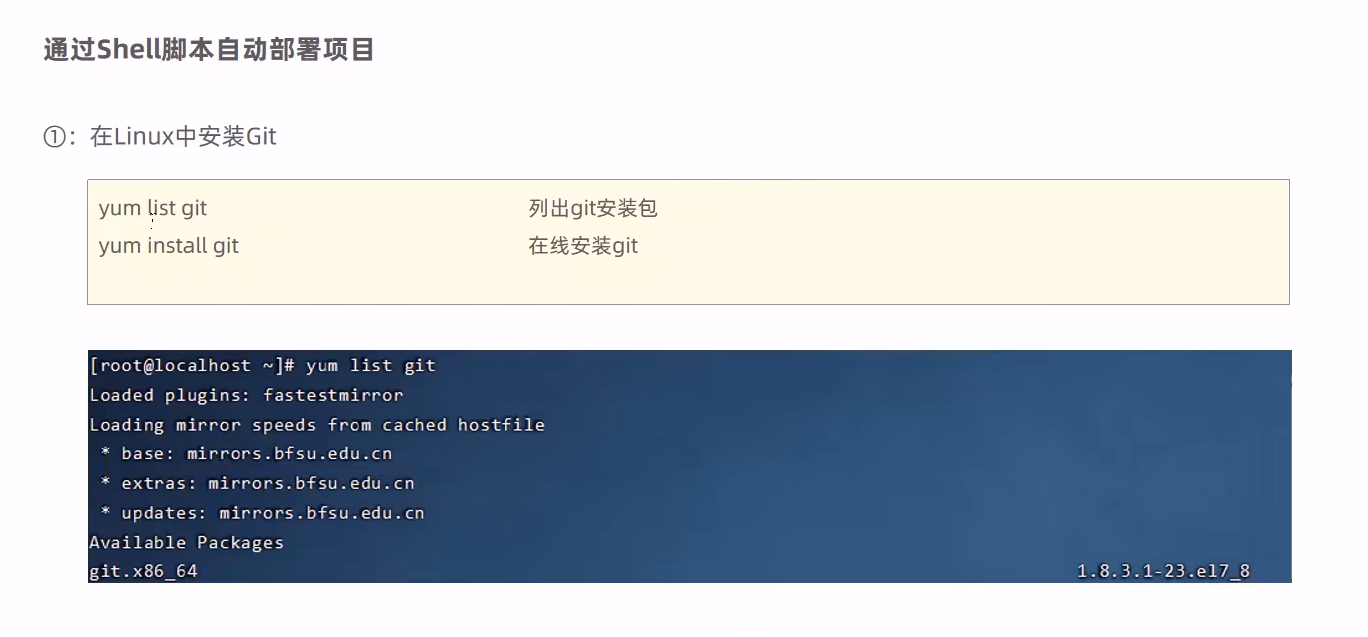 通过Shell脚本自动部署项目
①：在Linux中安装Git
yum list git 列出git安装包
yum install git 在线安装git
[root@localhost ~]# yum list git
Loaded plugins: fastestmirror
Loading mirror speeds from cached hostfile
* base: mirrors.bfsu.edu.cn
* extras: mirrors.bfsu.edu.cn
* updates: mirrors.bfsu.edu.cn
Available Packages
git.x86_64 1.8.3.1-23.el7_8